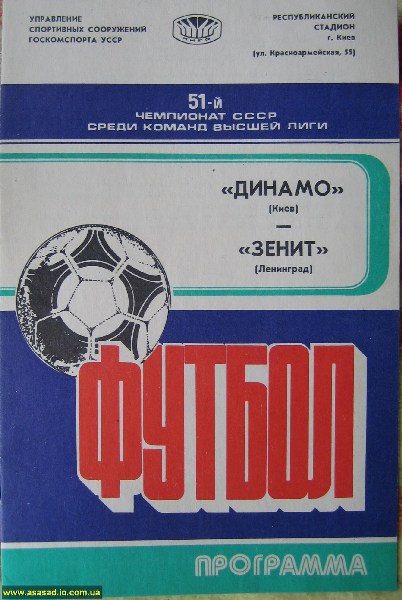 УПРАВЛЕНИЕ
СПОРТИВНЫХ СООРУЖЕНИЙ
ГОСКОМСПОРТА УССР
РЕСПУБЛИКАНСКИЙ
СТАДИОН
г. Киев
(ул. Красноармейская, 55)
51-й
ЧЕМПИОНАТ СССР
СРЕДИ КОМАНД ВЫСШЕЙ ЛИГИ
«ДИНАМО»
(Киев)
—
«ЗЕНИТ»
(Ленинград)
ФУТБОЛ
ПРОГРАММА
www.asasad.io.com.ua